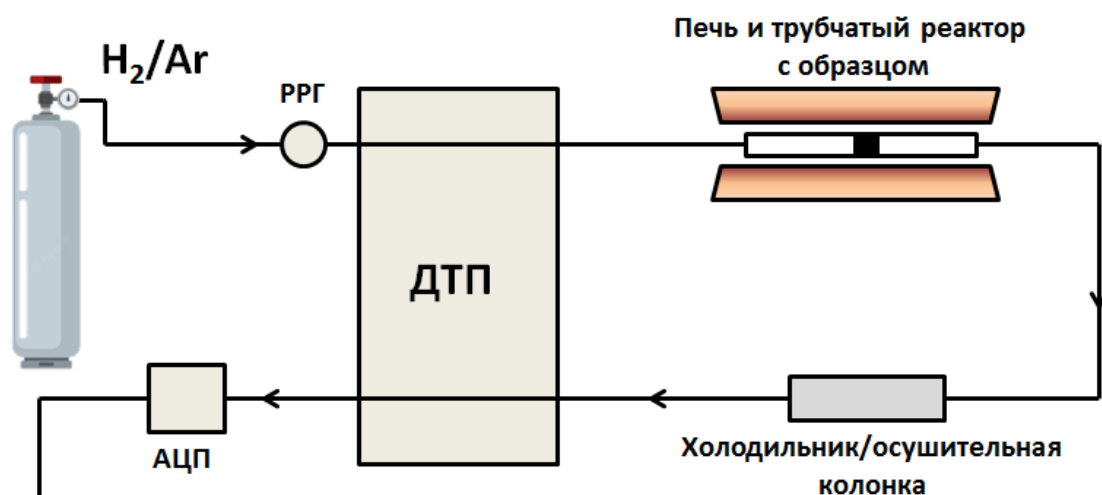 H₂/Ar
РРГ
Печь и трубчатый реактор
с образцом
ДТП
АЦП
Холодильник/осушительная
колонка